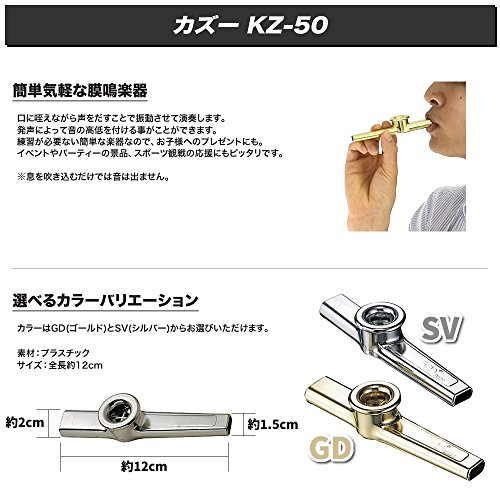 カズー KZ-50
簡単気軽な膜鳴楽器
口に咥えながら声をだすことで振動させて演奏します。
発声によって音の高低を付ける事ができます。
練習が必要ない簡単な楽器なので、お子様へのプレゼントにも。
イベントやパーティーの景品、スポーツ観戦の応援にもピッタリです。
※息を吹き込むだけでは音は出ません。
選べるカラーバリエーション
カラーはGD(ゴールド)とSV(シルバー)からお選びいただけます。
素材：プラスチック
サイズ：全長約12cm
SV
GD
約2cm
約1.5cm
約12cm